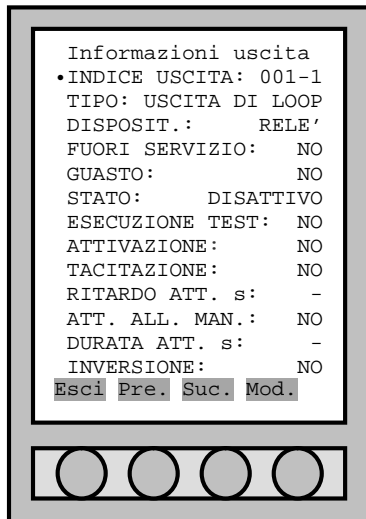 Informazioni uscita
•INDICE USCITA: 001-1
TIPO: USCITA DI LOOP
DISPOSIT.: RELE’
FUORI SERVIZIO: NO
GUASTO: NO
STATO: DISATTIVO
ESECUZIONE TEST: NO
ATTIVAZIONE: NO
TACITAZIONE: NO
RITARDO ATT. s: -
ATT. ALL. MAN.: NO
DURATA ATT. s: -
INVERSIONE: NO
Esci Pre. Suc. Mod.